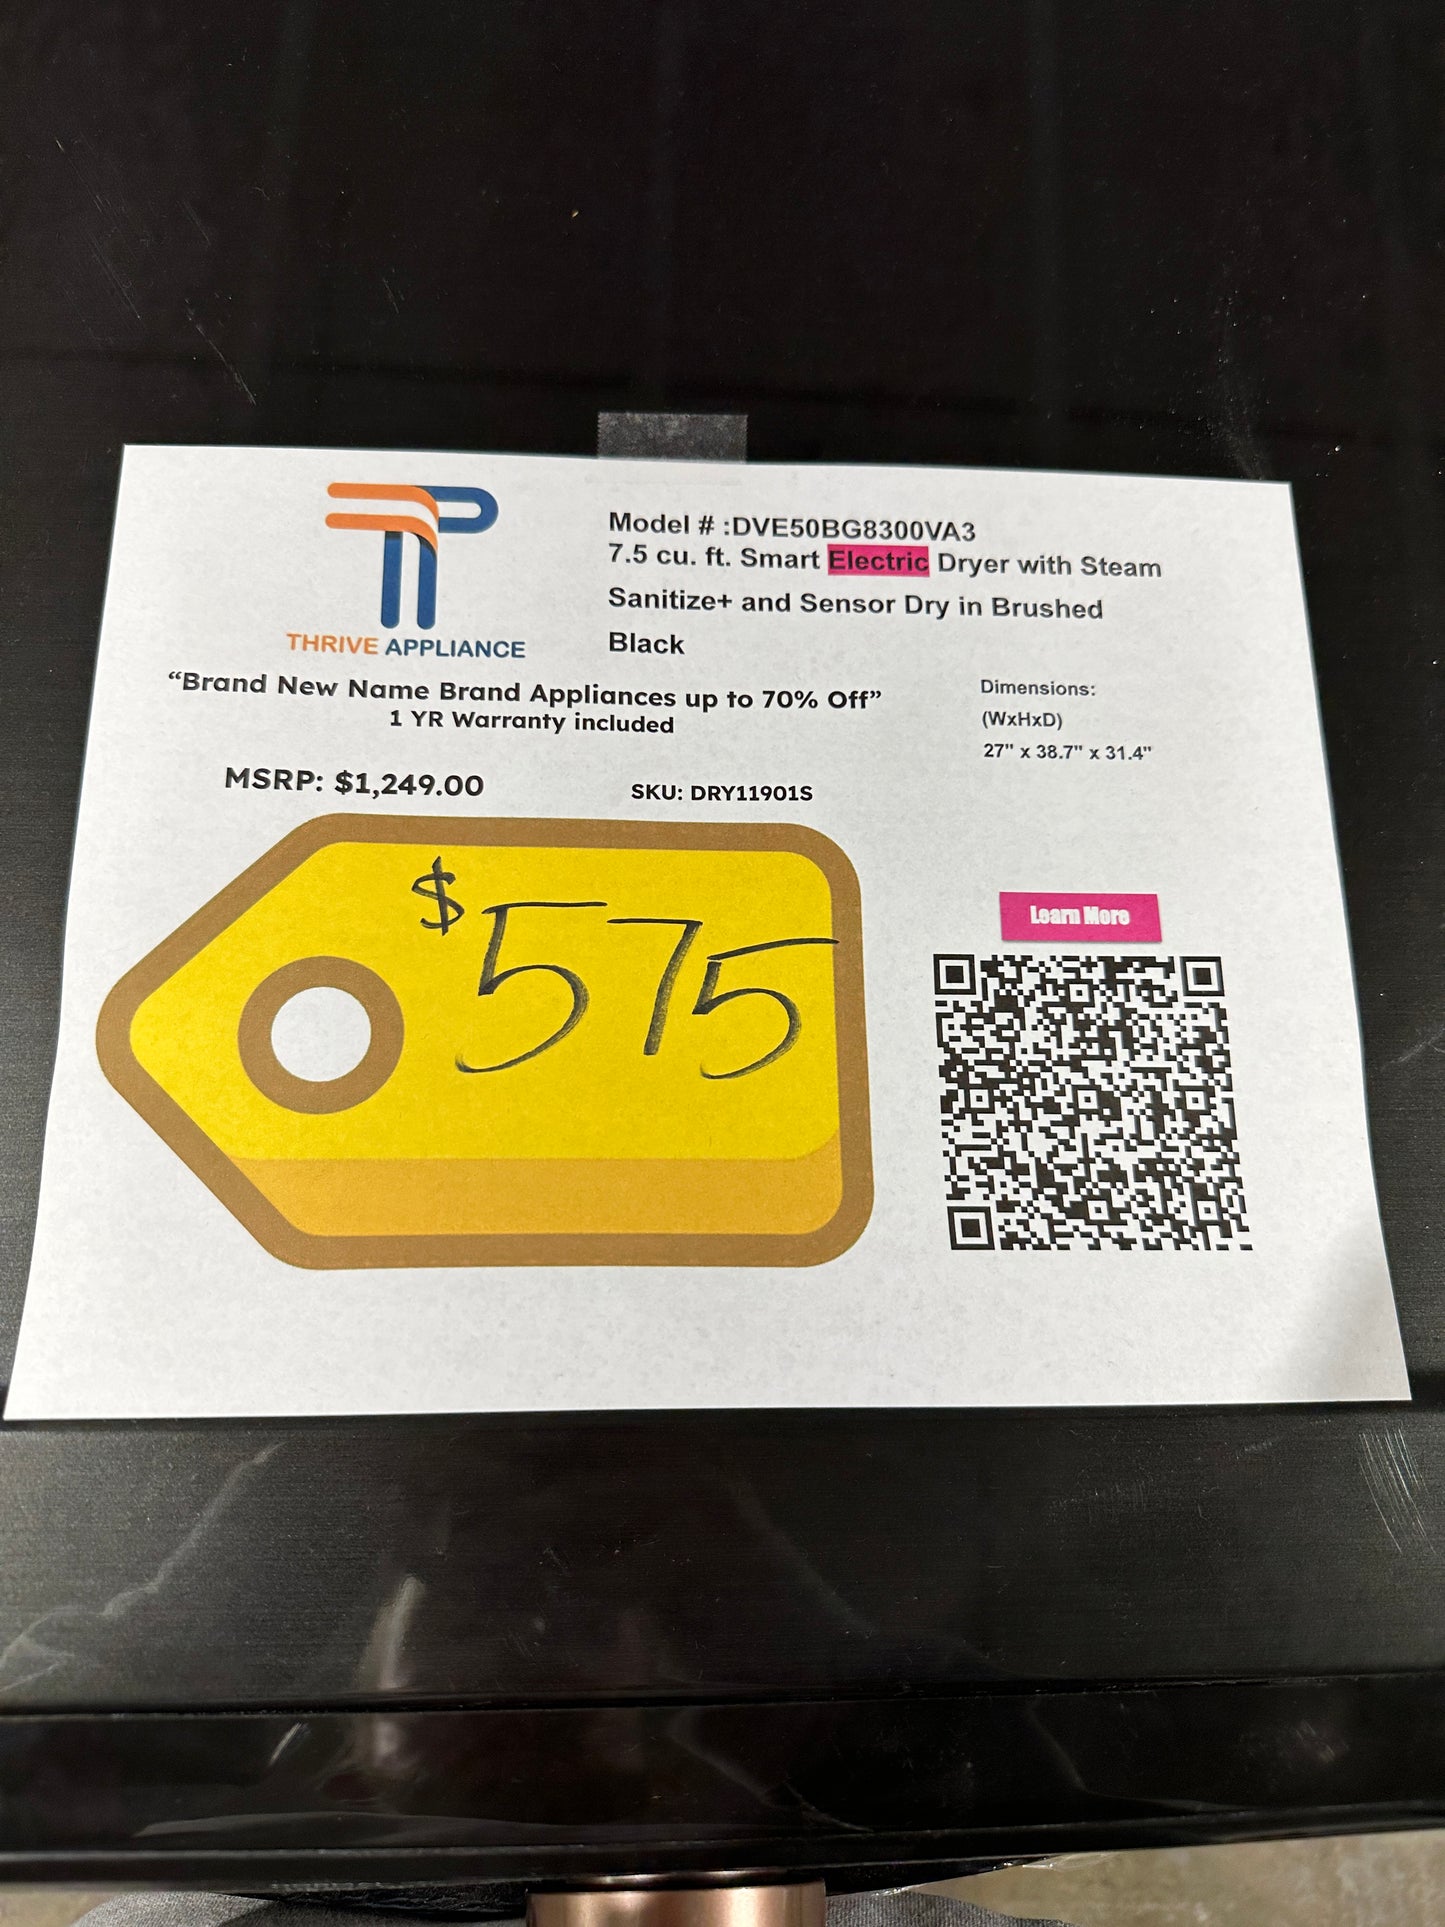 THRIVE APPLIANCE
Model # :DVE50BG8300VA3
7.5 cu. ft. Smart Electric Dryer with Steam
Sanitize+ and Sensor Dry in Brushed
Black
“Brand New Name Brand Appliances up to 70% Off”
1 YR Warranty included
Dimensions:
(WxHxD)
27" x 38.7" x 31.4"
MSRP: $1,249.00
SKU: DRY11901S
$575
Learn More